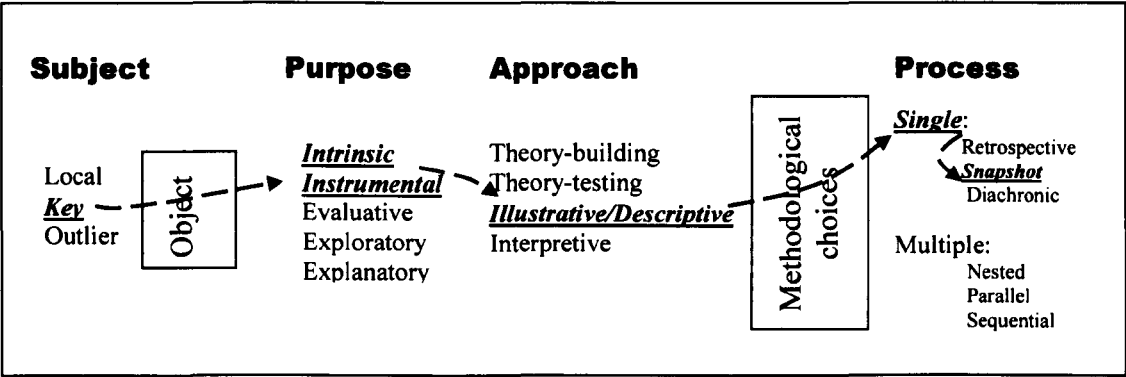 Subject
Local
Key
Outlier
Object
Purpose
Intrinsic
Instrumental
Evaluative
Exploratory
Explanatory
Approach
Theory-building
Theory-testing
Illustrative/Descriptive
Interpretive
Methodological
choices
Process
Single:
Retrospective
Snapshot
Diachronic
Multiple:
Nested
Parallel
Sequential